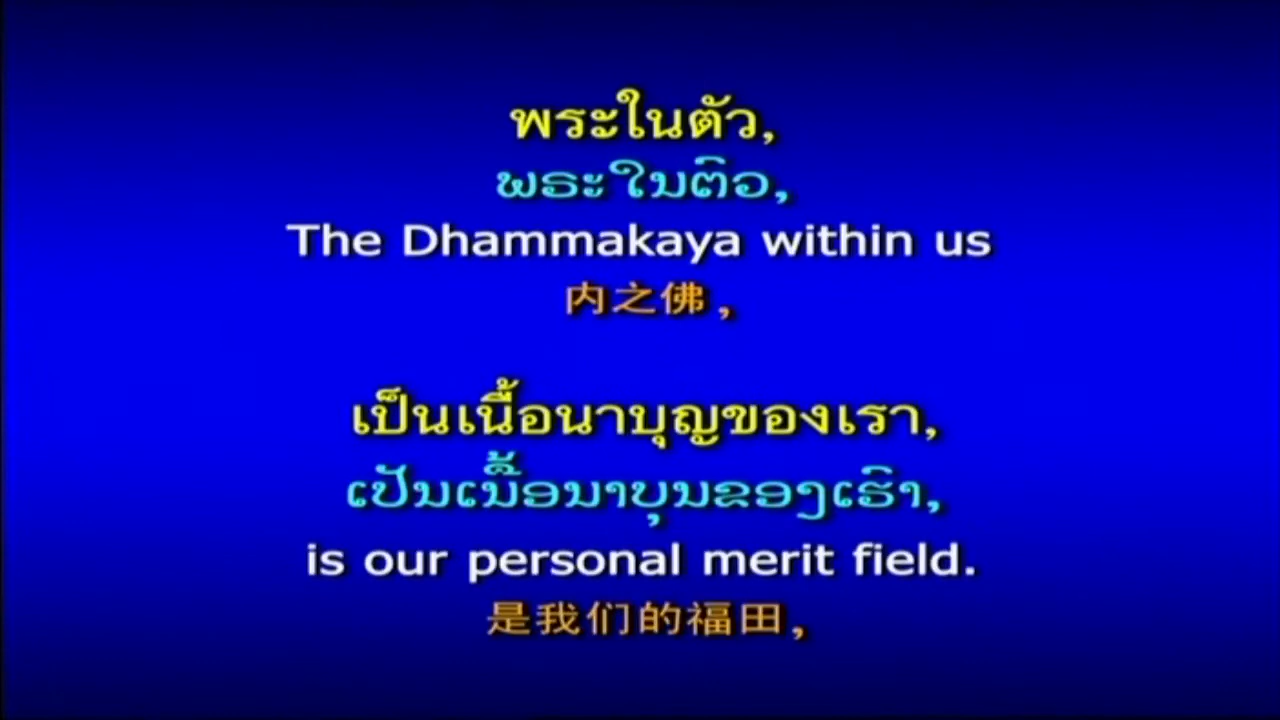 พระในตัว,
ພຣະໃນຕົວ,
The Dhammakaya within us
内之佛,
เป็นเนื้อนาบุญของเรา,
ເປັນເນື້ອນາບຸນຂອງເຮົາ,
is our personal merit field.
是我们的福田,